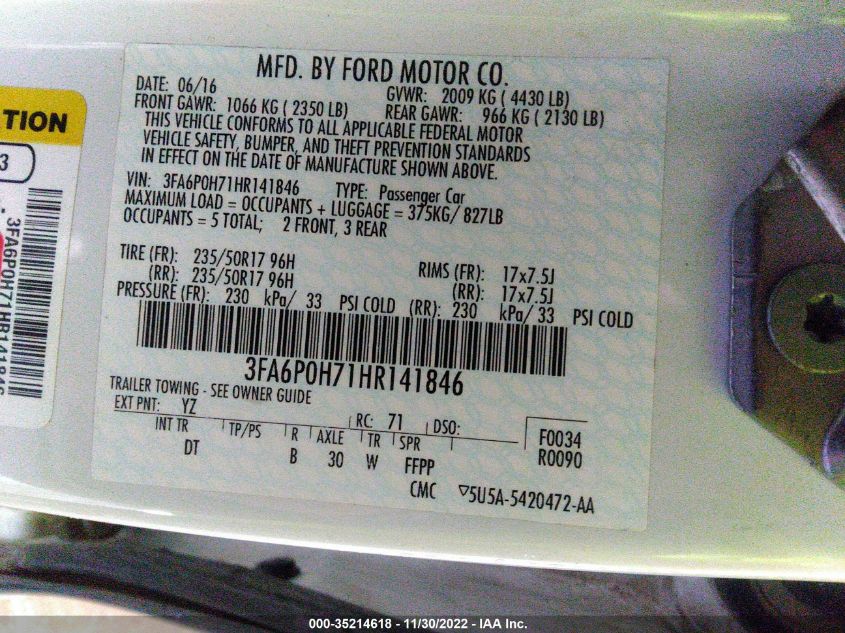 MFD. BY FORD MOTOR CO.
DATE: 06/16 GVWR: 2009 KG ( 4430 LB)
FRONT GAWR: 1066 KG ( 2350 LB) REAR GAWR: 966 KG ( 2130 LB)
THIS VEHICLE CONFORMS TO ALL APPLICABLE FEDERAL MOTOR
VEHICLE SAFETY, BUMPER, AND THEFT PREVENTION STANDARDS
IN EFFECT ON THE DATE OF MANUFACTURE SHOWN ABOVE.
VIN: 3FA6P0H71HR141846 TYPE: Passenger Car
MAXIMUM LOAD = OCCUPANTS + LUGGAGE = 375KG/ 827LB
OCCUPANTS = 5 TOTAL; 2 FRONT, 3 REAR
TIRE (FR): 235/50R17 96H RIMS (FR): 17x7.5J
(RR): 235/50R17 96H (RR): 17x7.5J
PRESSURE (FR): 230 kPa/ 33 PSI COLD (RR): 230 kPa/ 33 PSI COLD
3FA6P0H71HR141846
TRAILER TOWING - SEE OWNER GUIDE
EXT PNT: YZ RC: 71 DSO:
INT TR TP/PS R AXLE TR SPR F0034
DT B 30 W FFPP R0090
CMC ▽5U5A-5420472-AA
TION
3
3FA6P0H71HR141846
000-35214618 - 11/30/2022 - IAA Inc.